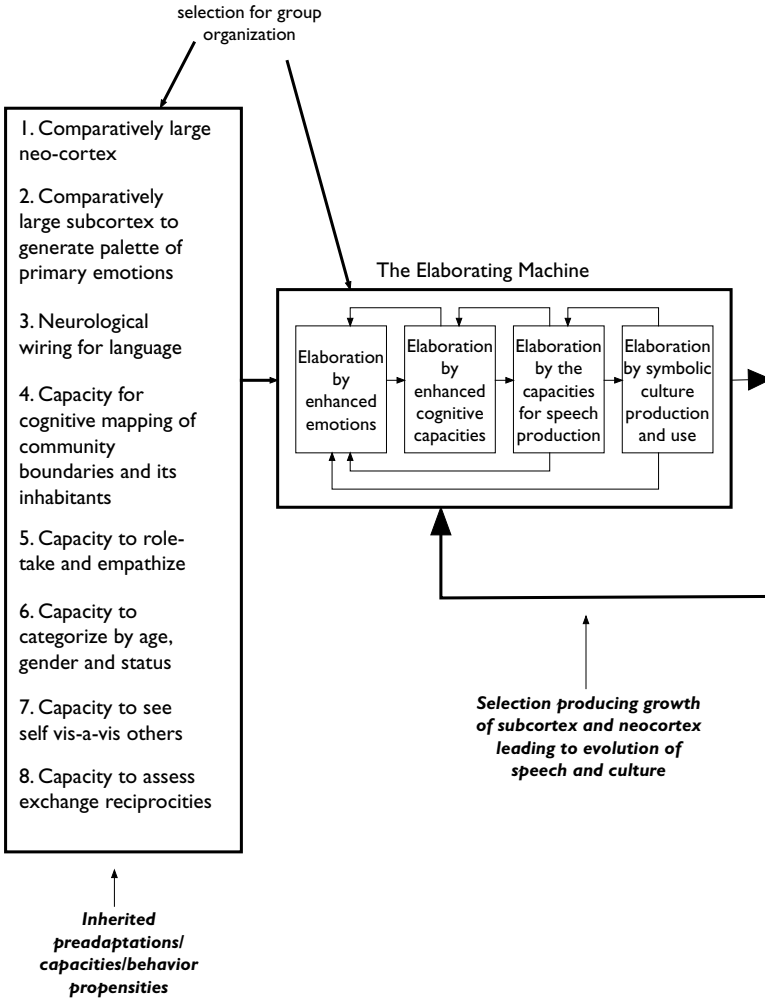 selection for group
organization
1. Comparatively large
neo-cortex
2. Comparatively
large subcortex to
generate palette of
primary emotions
3. Neurological
wiring for language
4. Capacity for
cognitive mapping of
community
boundaries and its
inhabitants
5. Capacity to role-
take and empathize
6. Capacity to
categorize by age,
gender and status
7. Capacity to see
self vis-a-vis others
8. Capacity to assess
exchange reciprocities
Inherited
preadaptations/
capacities/behavior
propensities
The Elaborating Machine
Elaboration
by
enhanced
emotions
Elaboration
by
enhanced
cognitive
capacities
Elaboration
by the
capacities
for speech
production
Elaboration
by symbolic
culture
production
and use
Selection producing growth
of subcortex and neocortex
leading to evolution of
speech and culture